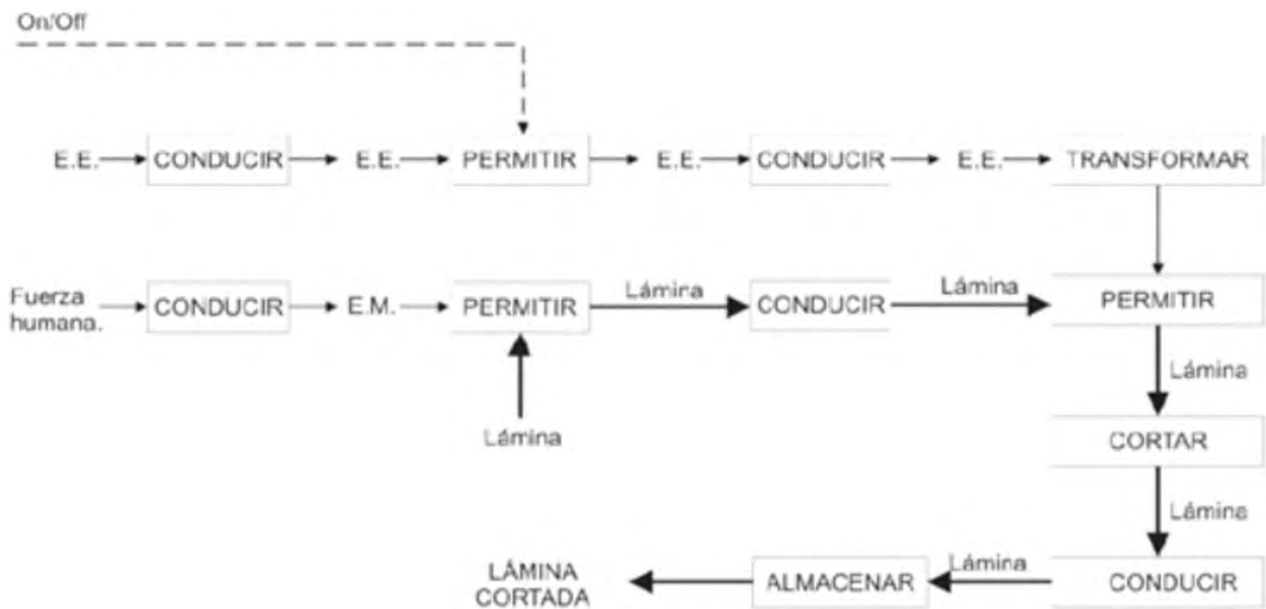 On/Off
E.E. CONDUCIR E.E. PERMITIR E.E. CONDUCIR E.E. TRANSFORMAR
Lámina Lámina
Fuerza humana. CONDUCIR E.M. PERMITIR CONDUCIR PERMITIR
Lámina
Lámina
CORTAR
Lámina
Lámina
LÁMINA CORTADA ALMACENAR CONDUCIR